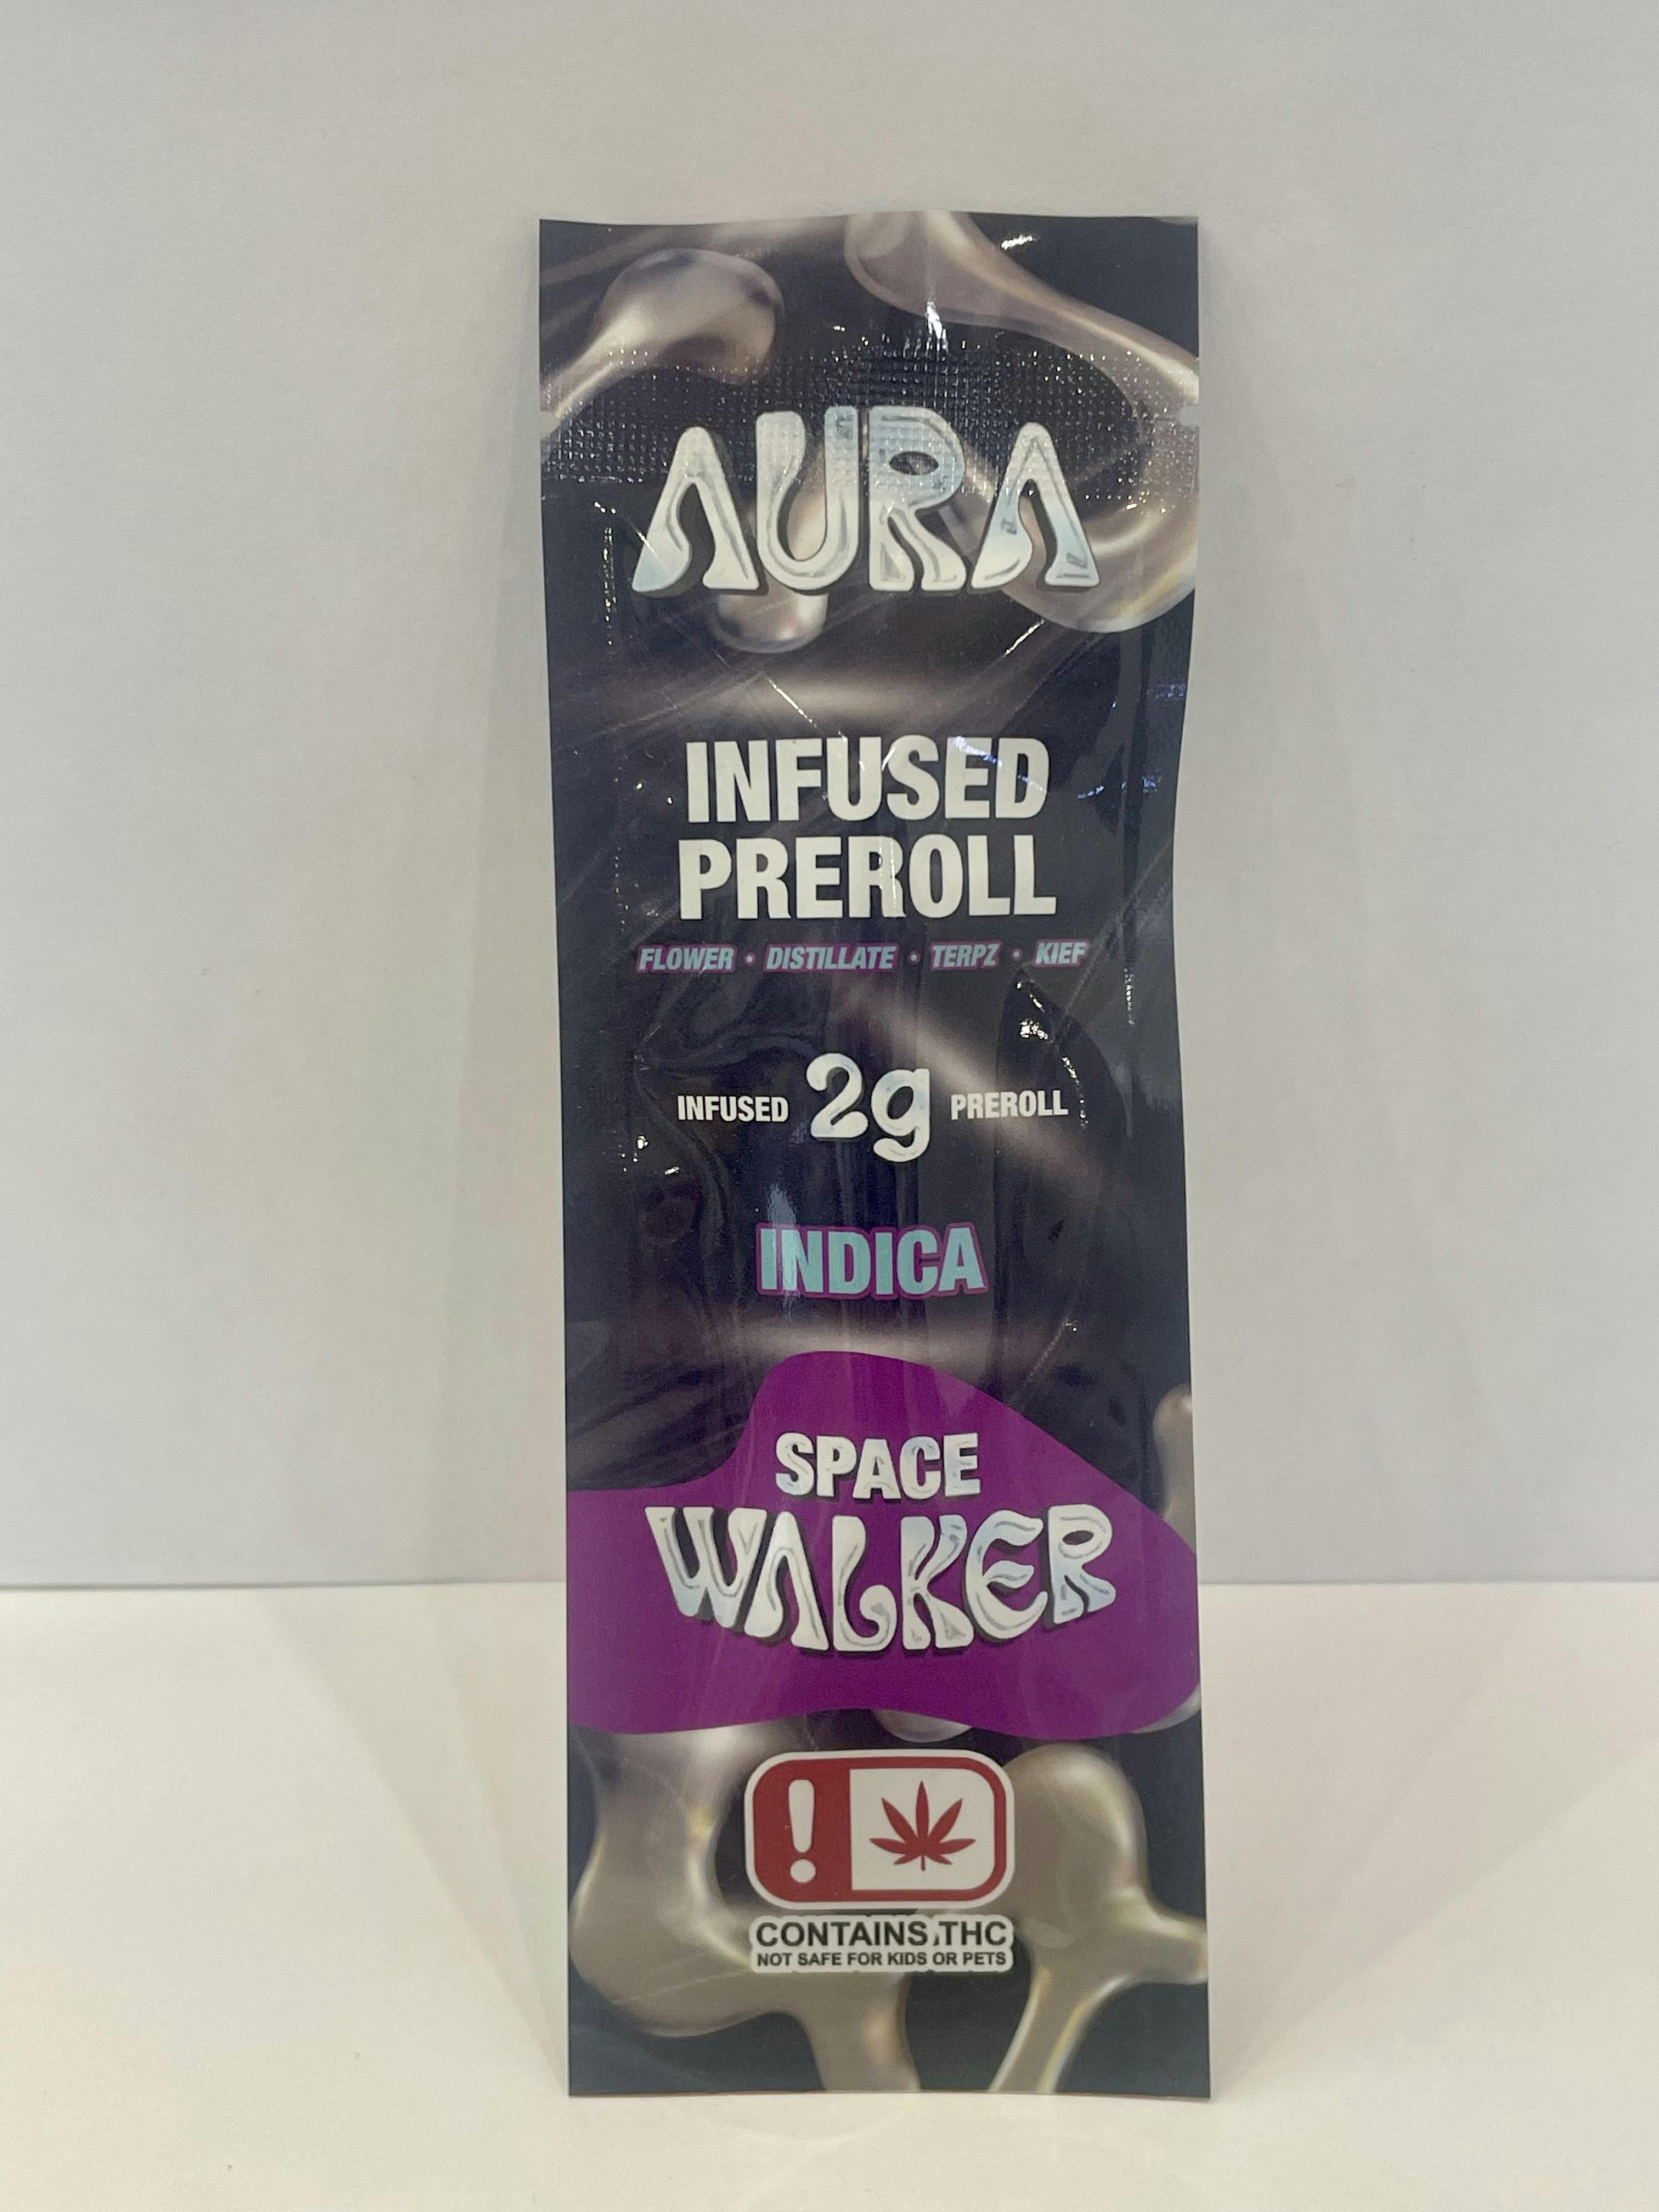 AURA
INFUSED
PREROLL
FLOWER • DISTILLATE • TERPZ • KIEF
INFUSED 2g PREROLL
INDICA
SPACE
WALKER
!
CONTAINS THC
NOT SAFE FOR KIDS OR PETS